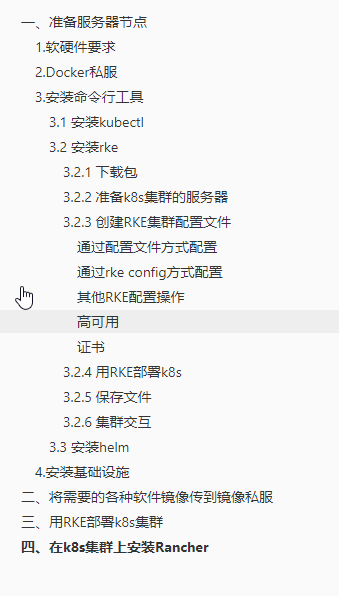 一、准备服务器节点
1.软硬件要求
2.Docker私服
3.安装命令行工具
3.1 安装kubectl
3.2 安装rke
3.2.1 下载包
3.2.2 准备k8s集群的服务器
3.2.3 创建RKE集群配置文件
通过配置文件方式配置
通过rke config方式配置
其他RKE配置操作
高可用
证书
3.2.4 用RKE部署k8s
3.2.5 保存文件
3.2.6 集群交互
3.3 安装helm
4.安装基础设施
二、将需要的各种软件镜像传到镜像私服
三、用RKE部署k8s集群
四、在k8s集群上安装Rancher